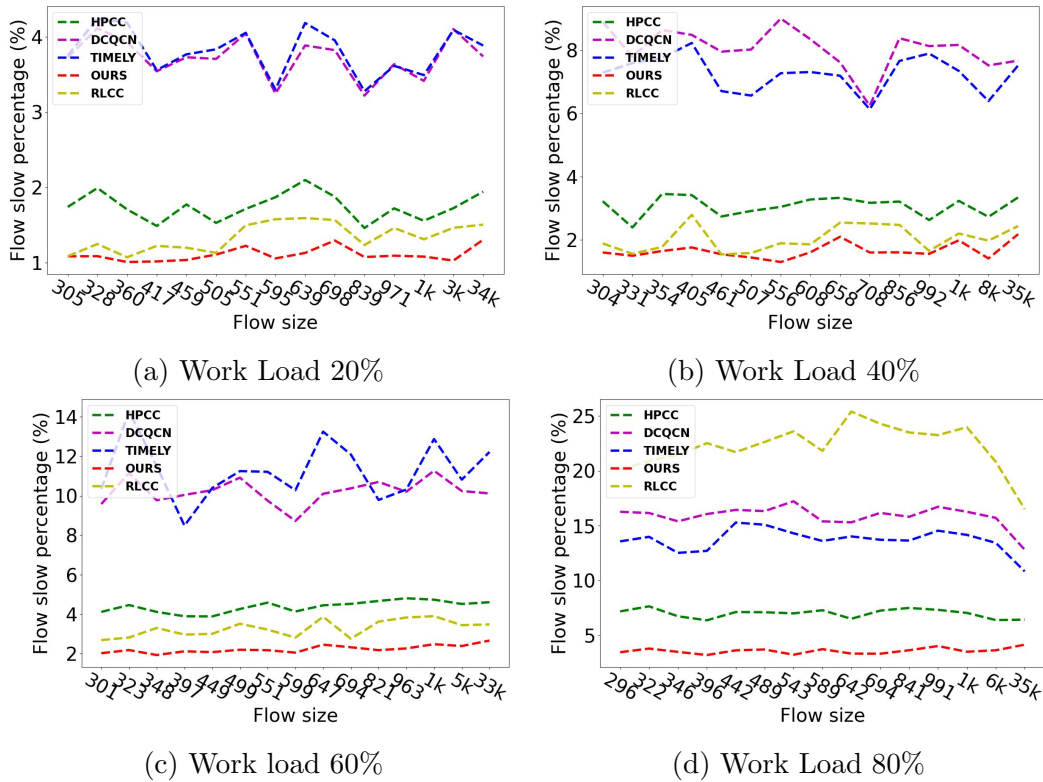 Flow slow percentage (%)
4
3
2
1
HPCC
DCQCN
TIMELY
OURS
RLCC
305 328 360 417 459 505 551 595 639 698 839 971 1k 3k 34k
Flow size
(a) Work Load 20%
Flow slow percentage (%)
8
6
4
2
HPCC
DCQCN
TIMELY
OURS
RLCC
304 331 354 405 461 507 556 608 658 708 856 992 1k 8k 35k
Flow size
(b) Work Load 40%
Flow slow percentage (%)
14
12
10
8
6
4
2
HPCC
DCQCN
TIMELY
OURS
RLCC
301 323 348 397 449 499 551 599 647 694 821 963 1k 5k 33k
Flow size
(c) Work load 60%
Flow slow percentage (%)
25
20
15
10
5
HPCC
DCQCN
TIMELY
OURS
RLCC
296 322 346 396 442 489 543 589 642 694 841 991 1k 6k 35k
Flow size
(d) Work Load 80%